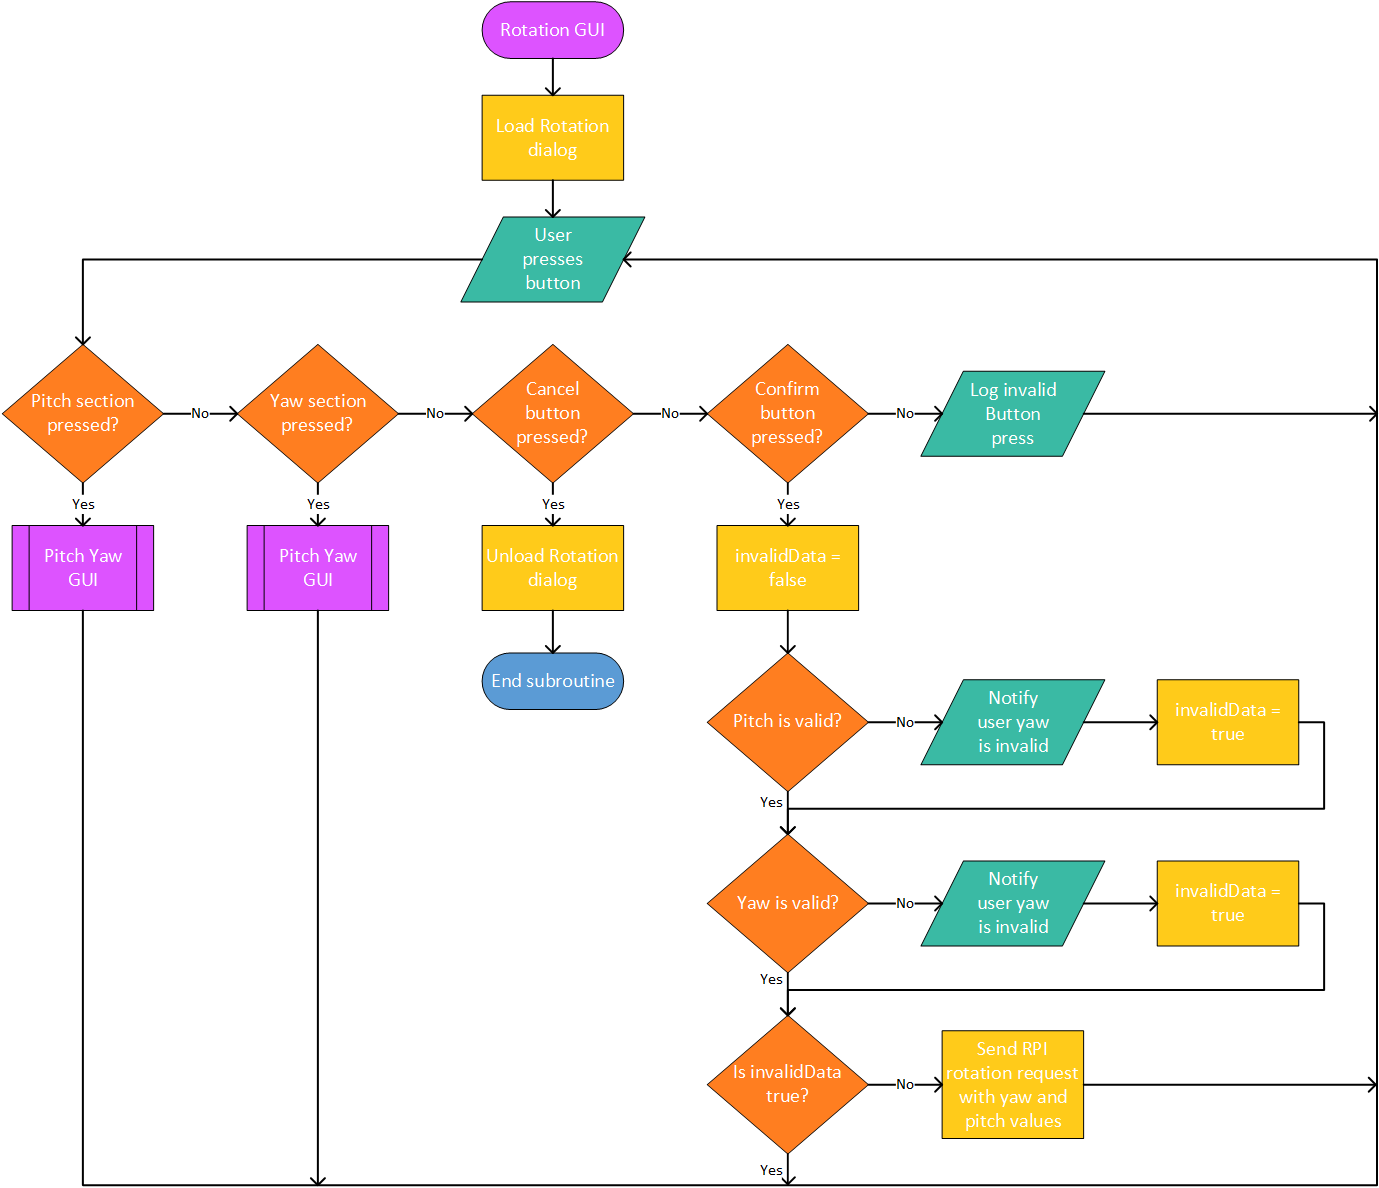 Rotation GUI
Load Rotation
dialog
User
presses
button
Pitch section
pressed?
No
Yaw section
pressed?
No
Cancel
button
pressed?
No
Confirm
button
pressed?
No
Log invalid
Button
press
Yes
Yes
Yes
Yes
Pitch Yaw
GUI
Pitch Yaw
GUI
Unload Rotation
dialog
invalidData =
false
End subroutine
Pitch is valid?
No
Notify
user yaw
is invalid
invalidData =
true
Yes
Yaw is valid?
No
Notify
user yaw
is invalid
invalidData =
true
Yes
Is invalidData
true?
No
Send RPI
rotation request
with yaw and
pitch values
Yes